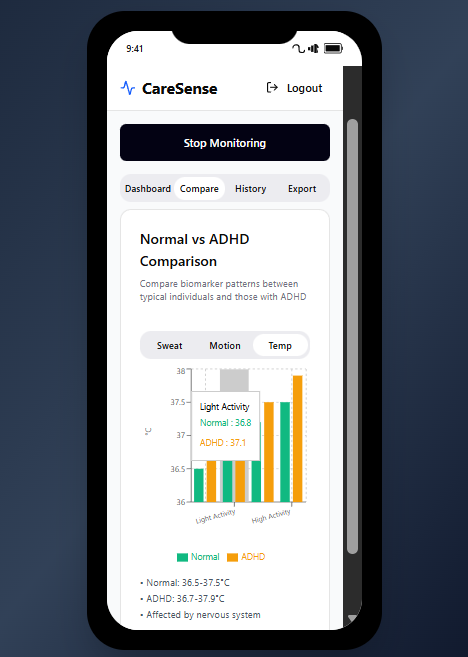 9:41
CareSense
Logout
Stop Monitoring
Dashboard Compare History Export
Normal vs ADHD
Comparison
Compare biomarker patterns between
typical individuals and those with ADHD
Sweat Motion Temp
38
37.5
37
36.5
36
°C
Light Activity
Normal : 36.8
ADHD : 37.1
Light Activity High Activity
Normal ADHD
• Normal: 36.5-37.5°C
• ADHD: 36.7-37.9°C
• Affected by nervous system